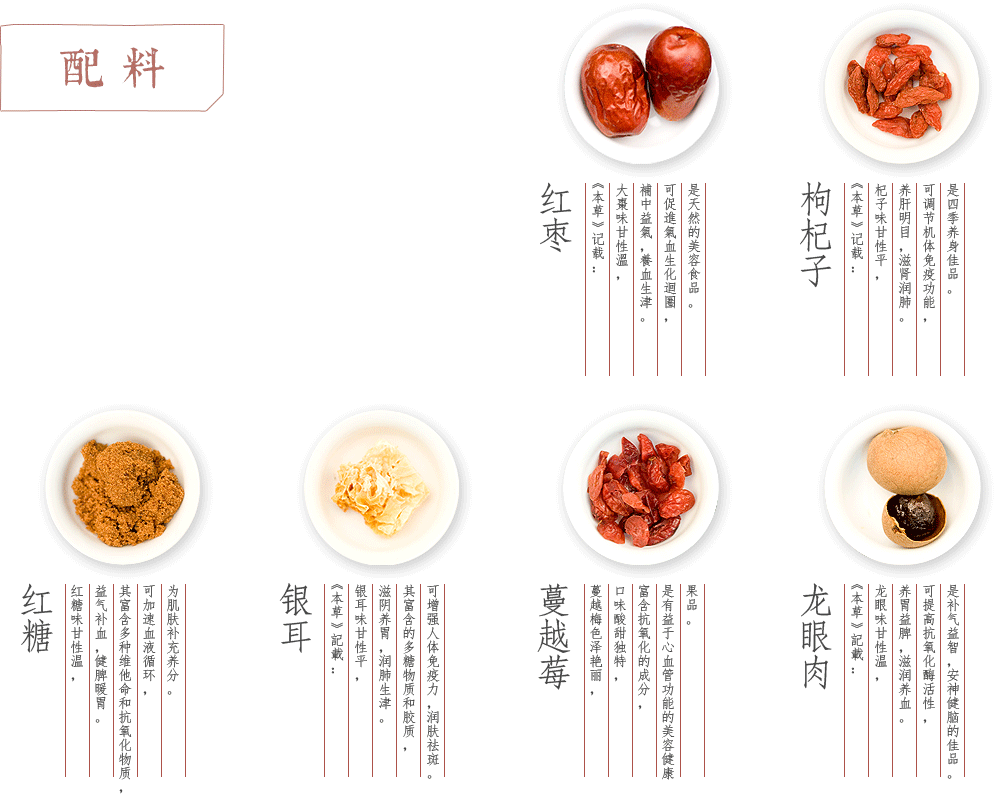 配料
红枣
《本草》记载：
大棗味甘性溫，
補中益氣，養血生津。
可促進氣血生化迴圈，
是天然的美容食品。
枸杞子
《本草》记载：
杞子味甘性平，
养肝明目，滋肾润肺。
可调节机体免疫功能，
是四季养身佳品。
红糖
红糖味甘性温，
益气补血，健脾暖胃。
其富含多种维他命和抗氧化物质，
可加速血液循环，
为肌肤补充养分。
银耳
《本草》記載：
银耳味甘性平，
滋阴养胃，润肺生津。
其富含的多糖物质和胶质，
可增强人体免疫力，润肤祛斑。
蔓越莓
蔓越梅色泽艳丽，
口味酸甜独特，
富含抗氧化的成分，
是有益于心血管功能的美容健康
果品。
龙眼肉
《本草》記載：
龙眼味甘性温，
养胃益脾，滋润养血。
可提高抗氧化酶活性，
是补气益智，安神健脑的佳品。